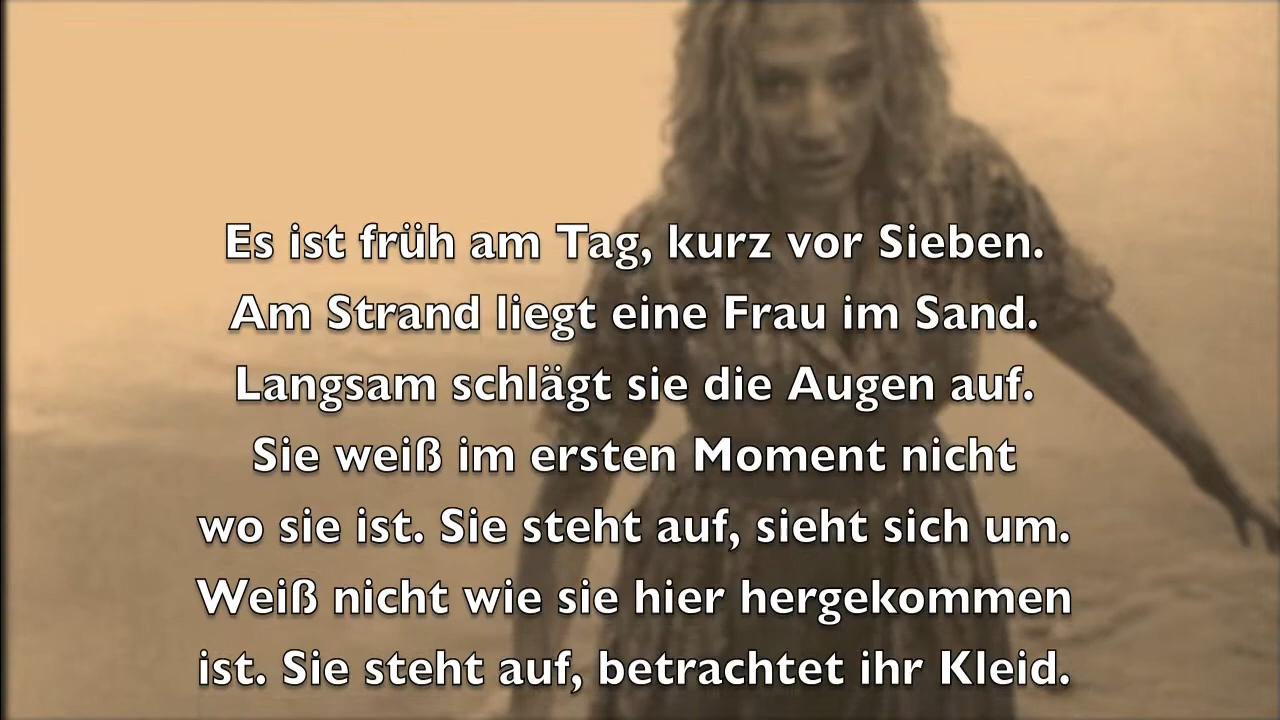 Es ist früh am Tag, kurz vor Sieben.
Am Strand liegt eine Frau im Sand.
Langsam schlägt sie die Augen auf.
Sie weiß im ersten Moment nicht
wo sie ist. Sie steht auf, sieht sich um.
Weiß nicht wie sie hier hergekommen
ist. Sie steht auf, betrachtet ihr Kleid.